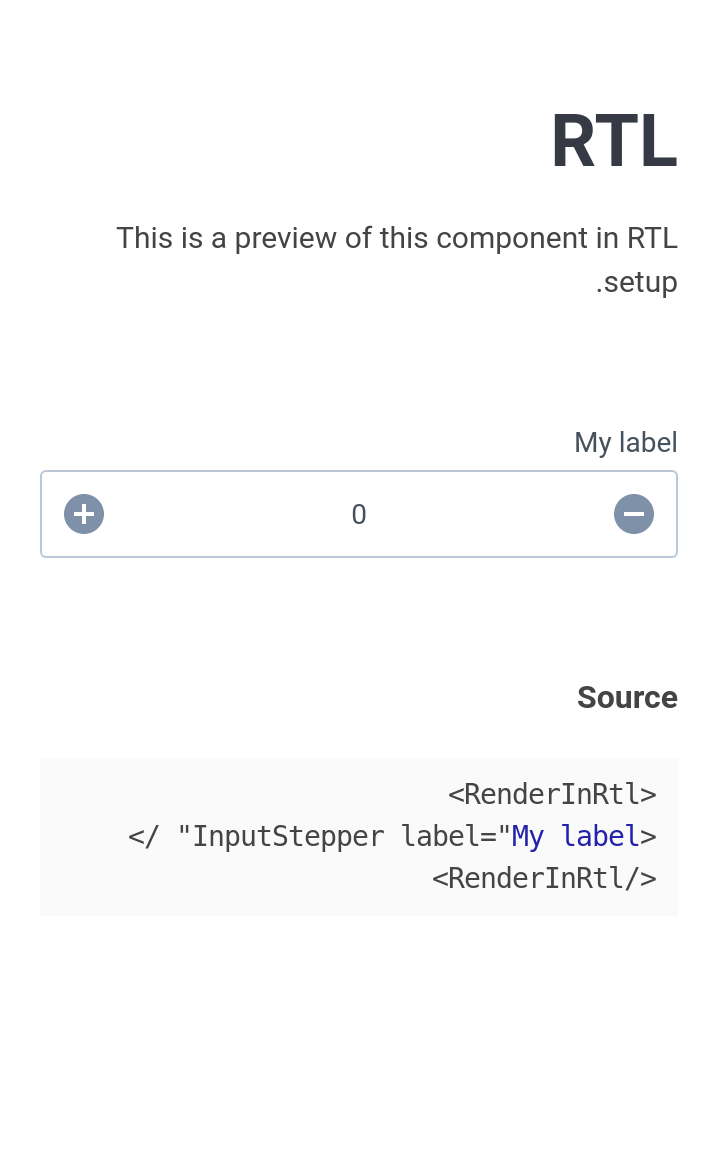 RTL
This is a preview of this component in RTL
.setup
My label
0
Source
<RenderInRtl>
</ "InputStepper label="My label>
<RenderInRtl/>